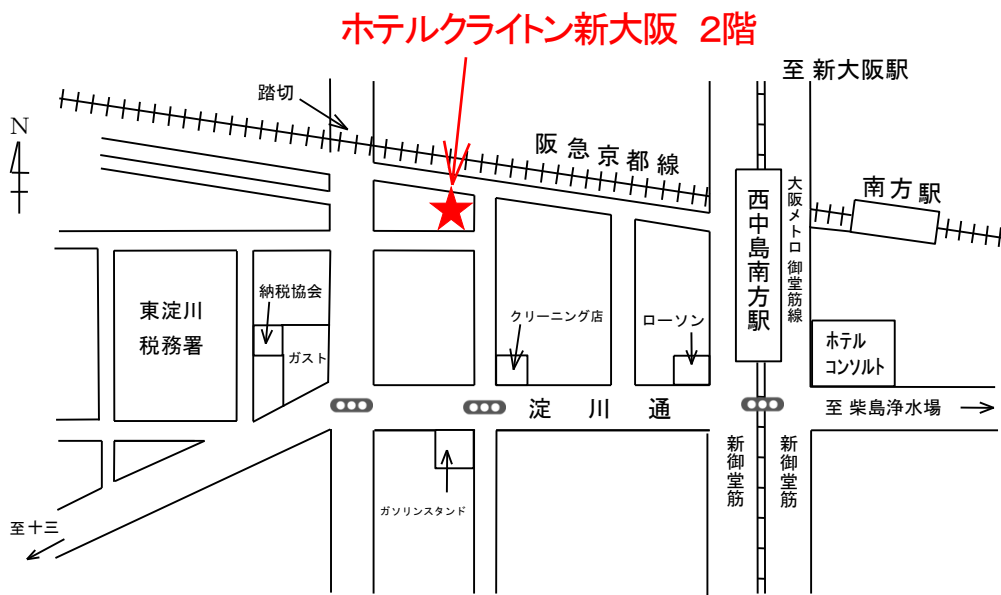 ホテルクライトン新大阪 2階
至 新大阪駅
踏切
N
阪急京都線
大阪メトロ 御堂筋線
南方駅
西中島南方駅
納税協会
東淀川
税務署
クリーニング店
ローソン
ガスト
ホテル
コンソルト
淀川通
至 柴島浄水場
新御堂筋
新御堂筋
ガソリンスタンド
至十三